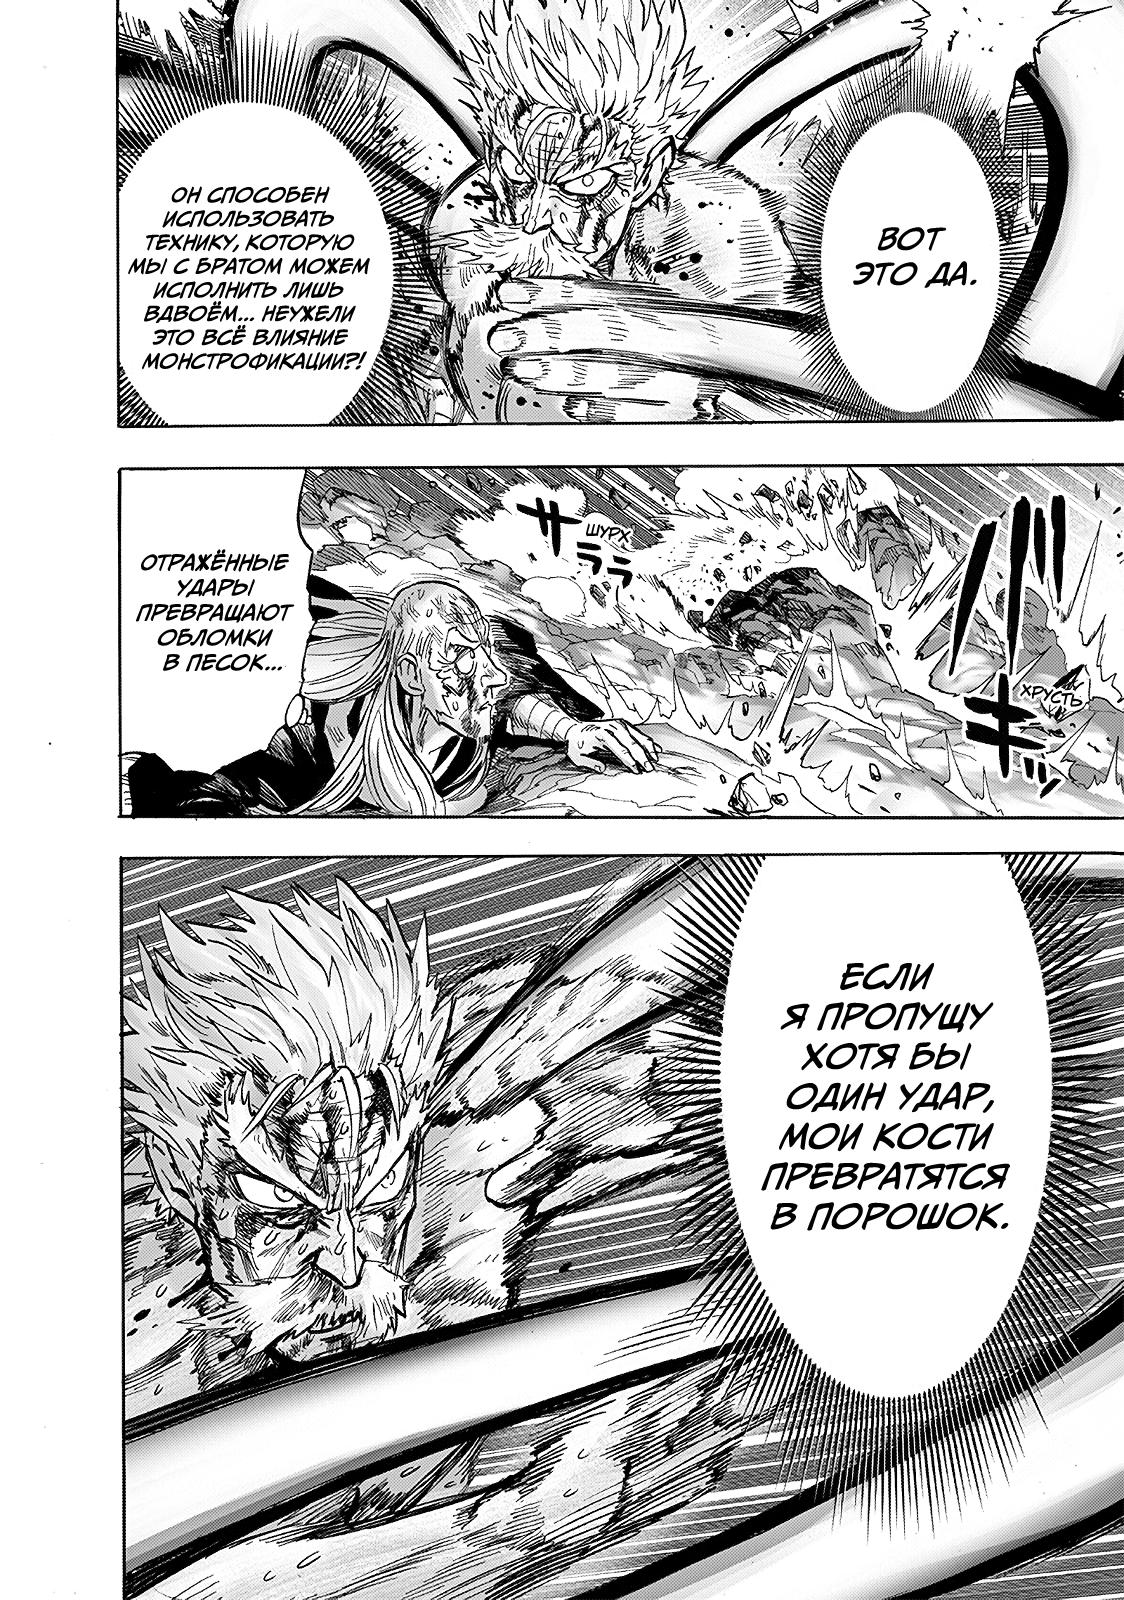 ВОТ
ЭТО ДА.
ОН СПОСОБЕН
ИСПОЛЬЗОВАТЬ
ТЕХНИКУ, КОТОРУЮ
МЫ С БРАТОМ МОЖЕМ
ИСПОЛНИТЬ ЛИШЬ
ВДВОЁМ... НЕУЖЕЛИ
ЭТО ВСЁ ВЛИЯНИЕ
МОНСТРОФИКАЦИИ?!
ХРУСТЬ
バキッ
ШУРХ
サララ
ОТРАЖЁННЫЕ
УДАРЫ
ПРЕВРАЩАЮТ
ОБЛОМКИ
В ПЕСОК...
ЕСЛИ
Я ПРОПУЩУ
ХОТЯ БЫ
ОДИН УДАР,
МОИ КОСТИ
ПРЕВРАТЯТСЯ
В ПОРОШОК.